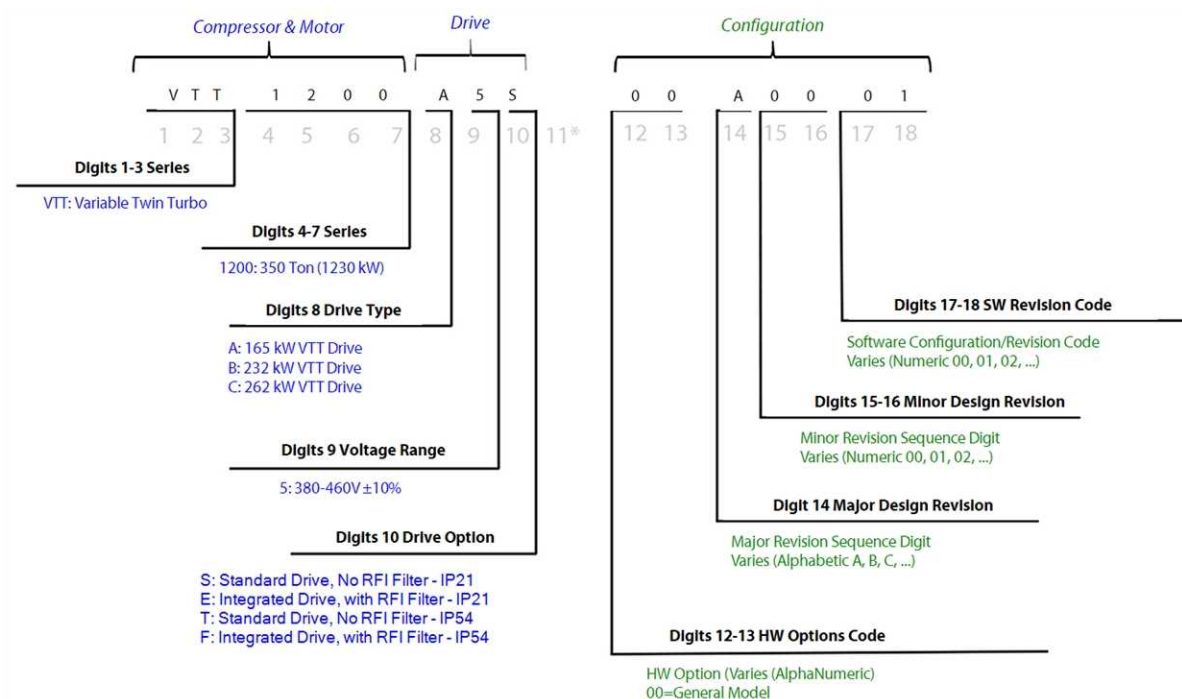 Compressor & Motor
Drive
Configuration
V T T 1 2 0 0 A 5 S 0 0 A 0 0 0 1
1 2 3 4 5 6 7 8 9 10 11* 12 13 14 15 16 17 18
Digits 1-3 Series
VTT: Variable Twin Turbo
Digits 4-7 Series
1200: 350 Ton (1230 kW)
Digits 8 Drive Type
A: 165 kW VTT Drive
B: 232 kW VTT Drive
C: 262 kW VTT Drive
Digits 9 Voltage Range
5: 380-460V ±10%
Digits 10 Drive Option
S: Standard Drive, No RFI Filter - IP21
E: Integrated Drive, with RFI Filter - IP21
T: Standard Drive, No RFI Filter - IP54
F: Integrated Drive, with RFI Filter - IP54
Digits 17-18 SW Revision Code
Software Configuration/Revision Code
Varies (Numeric 00, 01, 02, ...)
Digits 15-16 Minor Design Revision
Minor Revision Sequence Digit
Varies (Numeric 00, 01, 02, ...)
Digit 14 Major Design Revision
Major Revision Sequence Digit
Varies (Alphabetic A, B, C, ...)
Digits 12-13 HW Options Code
HW Option (Varies (AlphaNumeric)
00=General Model